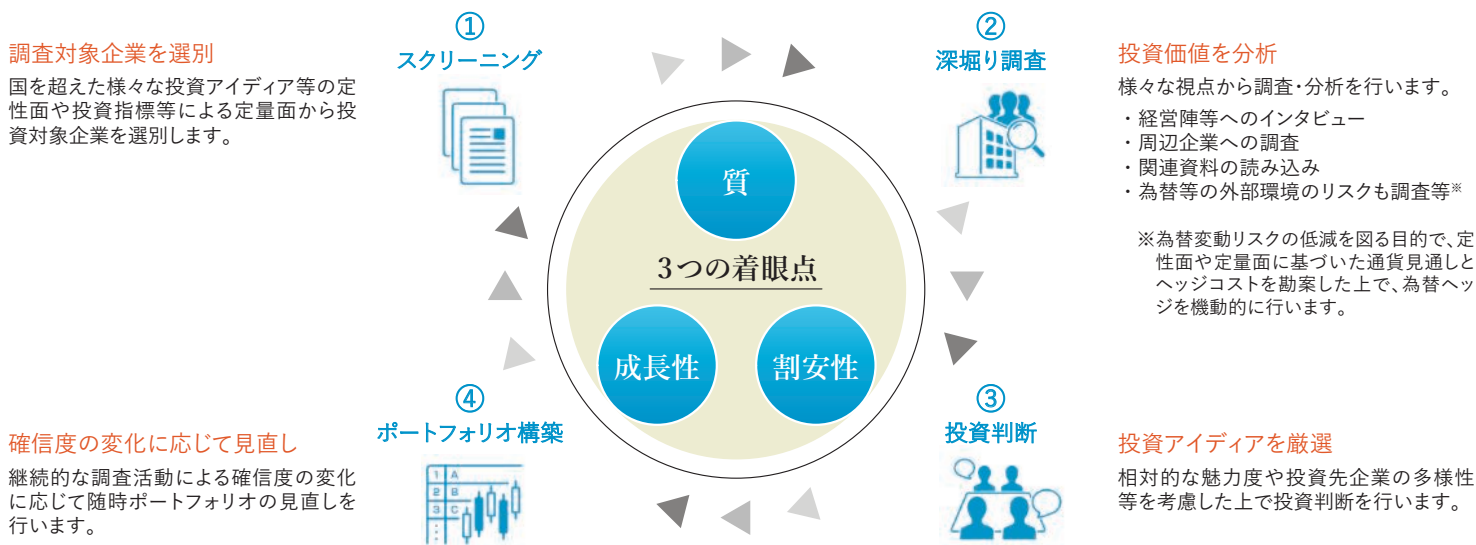 ①
スクリーニング
調査対象企業を選別
国を超えた様々な投資アイディア等の定
性面や投資指標等による定量面から投
資対象企業を選別します。
②
深堀り調査
投資価値を分析
様々な視点から調査・分析を行います。
・経営陣等へのインタビュー
・周辺企業への調査
・関連資料の読み込み
・為替等の外部環境のリスクも調査等※
※為替変動リスクの低減を図る目的で、定
性面や定量面に基づいた通貨見通しと
ヘッジコストを勘案した上で、為替ヘッ
ジを機動的に行います。
質
3つの着眼点
成長性
割安性
③
投資判断
投資アイディアを厳選
相対的な魅力度や投資先企業の多様性
等を考慮した上で投資判断を行います。
④
ポートフォリオ構築
確信度の変化に応じて見直し
継続的な調査活動による確信度の変化
に応じて随時ポートフォリオの見直しを
行います。
1 A
2 B
3 C